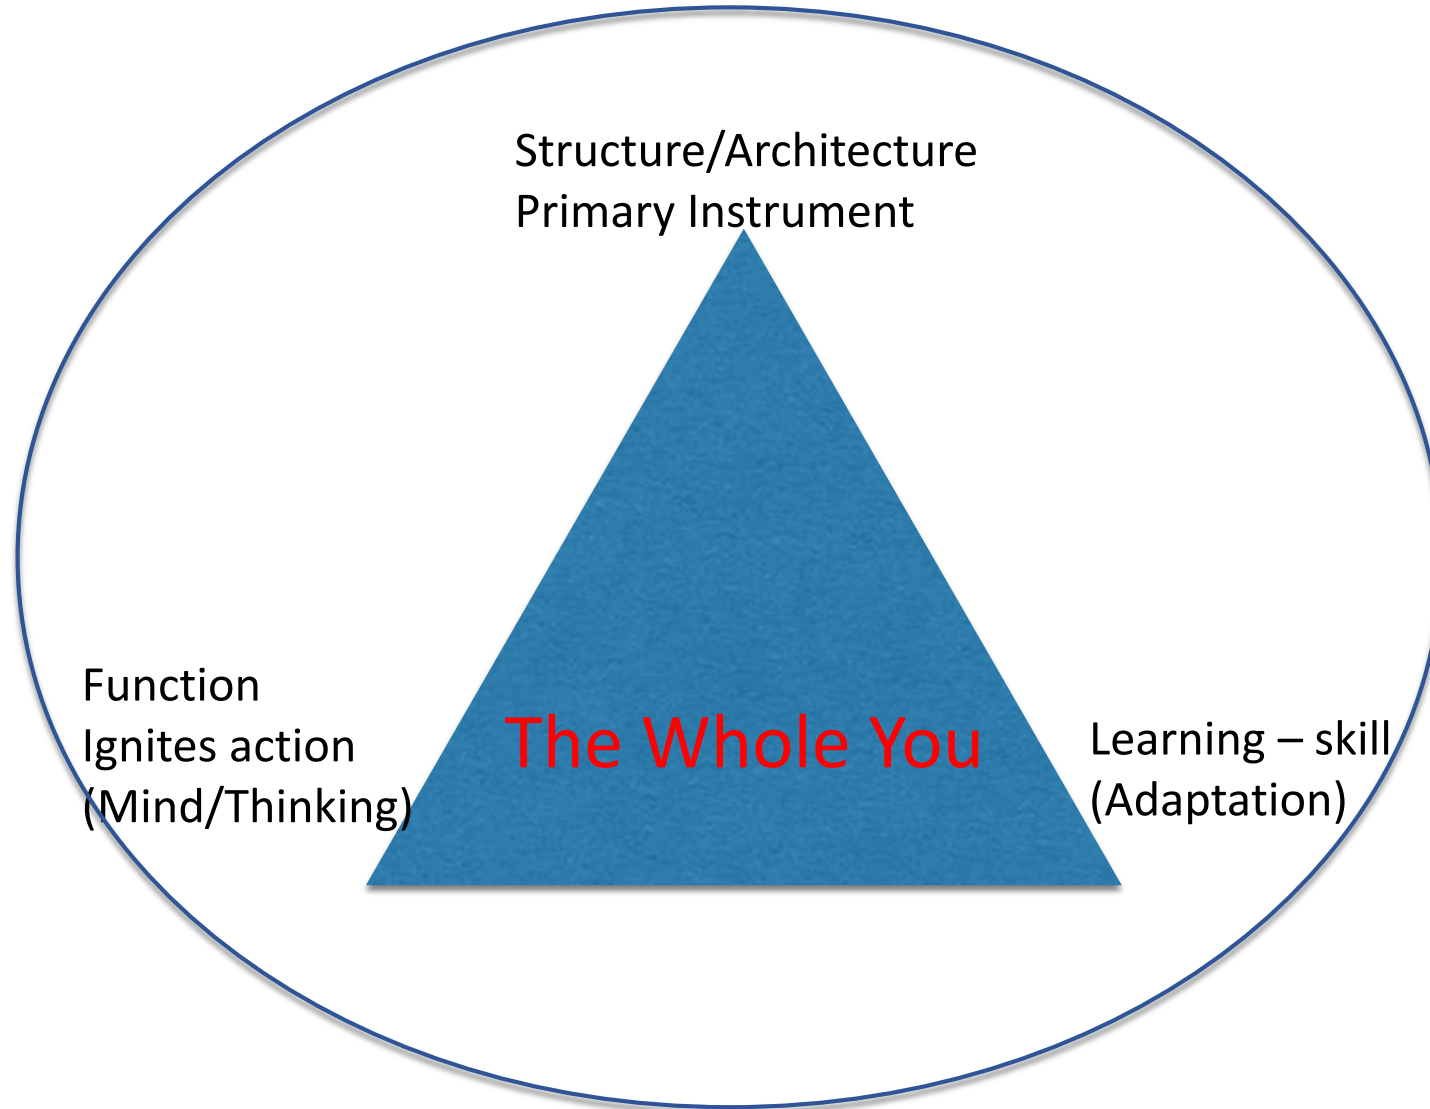 Structure/Architecture
Primary Instrument
Function
Ignites action
(Mind/Thinking)
The Whole You
Learning – skill
(Adaptation)